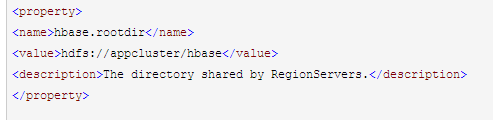 <property>
<name>hbase.rootdir</name>
<value>hdfs://appcluster/hbase</value>
<description>The directory shared by RegionServers.</description>
</property>